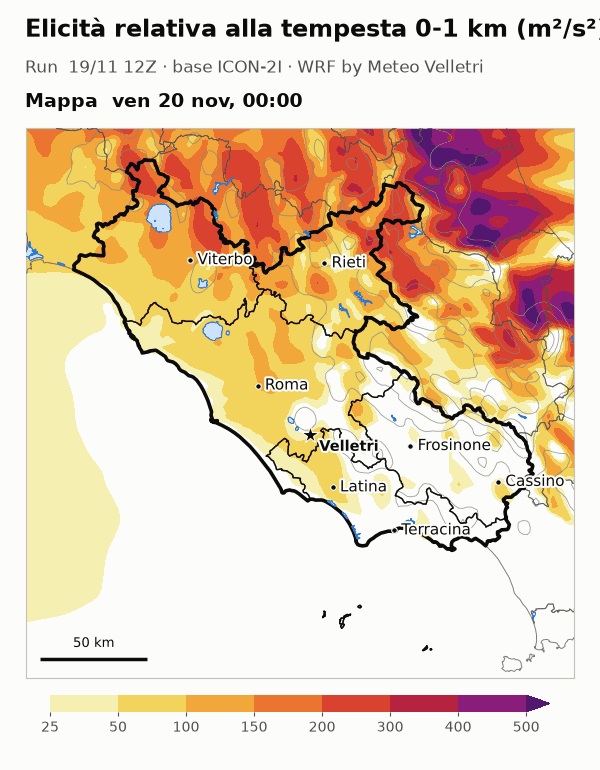 Elicità relativa alla tempesta 0-1 km (m²/s²)
Run  19/11 12Z · base ICON-2I · WRF by Meteo Velletri
Mappa  ven 20 nov, 00:00
Viterbo
Rieti
Roma
Velletri
Frosinone
Latina
Cassino
Terracina
50 km
25 50 100 150 200 300 400 500